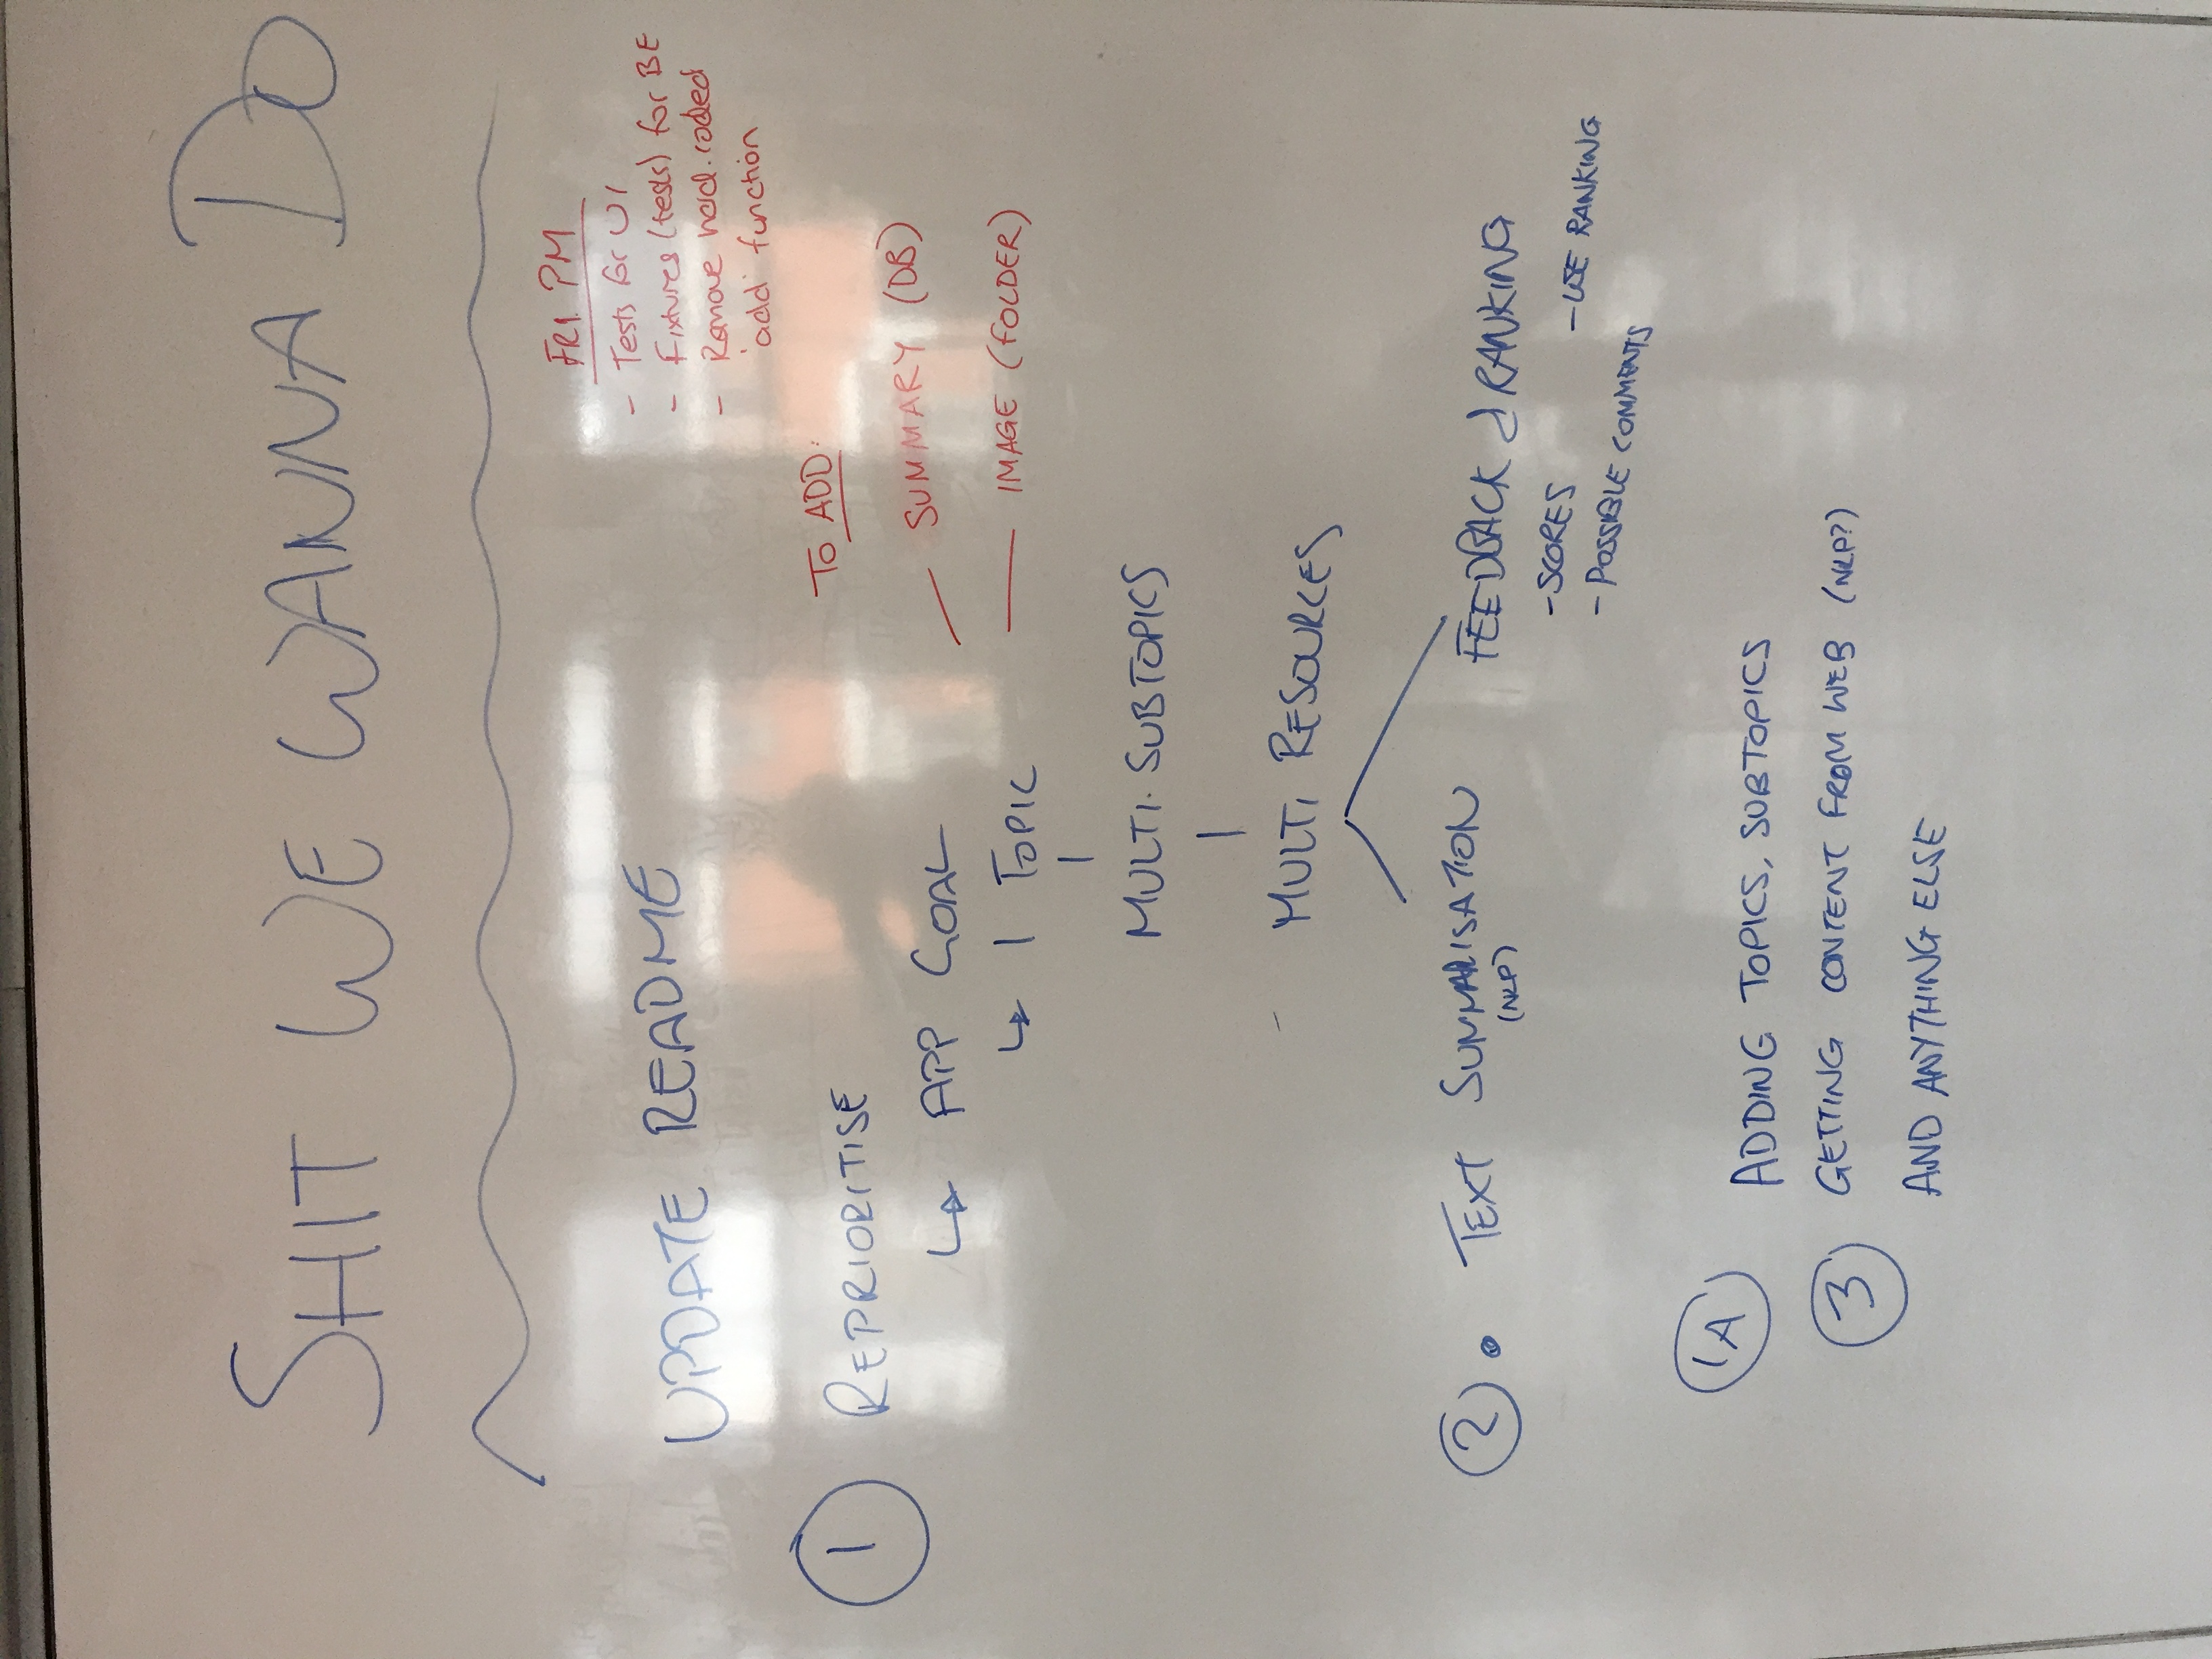 SHIT WE WANNA DO
FRI. PM
- Tests for UI
- Fixtures (tests) for BE
- Remove hard.coded
'add' function
UPDATE README
1 REPRIORITISE
TO ADD:
↳ APP GOAL
SUMMARY (DB)
↳ 1 TOPIC
IMAGE (FOLDER)
MULTI. SUBTOPICS
MULTI RESOURCES
2 • TEXT SUMMARISATION
(NLP)
FEEDBACK & RANKING
- SCORES
- USE RANKING
- POSSIBLE COMMENTS
1A
ADDING TOPICS, SUBTOPICS
3 GETTING CONTENT FROM WEB (NLP?)
AND ANYTHING ELSE